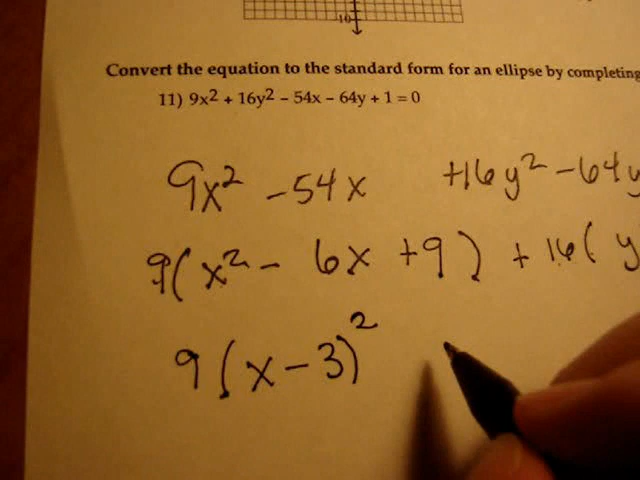 10
Convert the equation to the standard form for an ellipse by completing
11) 9x² + 16y² − 54x − 64y + 1 = 0
9x² − 54x +16y² − 64y
9(x² − 6x + 9) + 16(y
9(x − 3)²